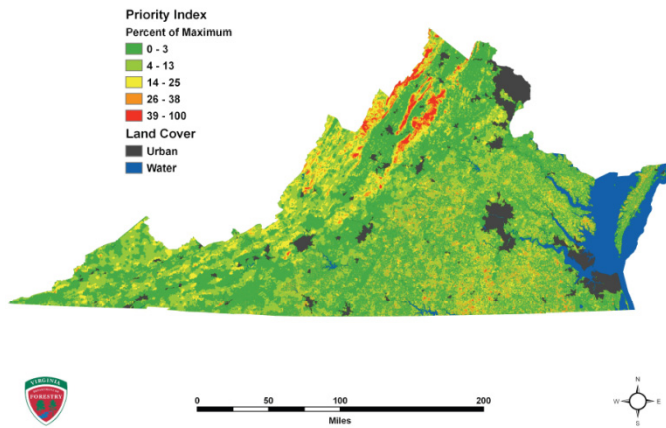 Priority Index
Percent of Maximum
0 - 3
4 - 13
14 - 25
26 - 38
39 - 100
Land Cover
Urban
Water
VIRGINIA
FORESTRY
0 50 100 200
Miles
N
W E
S